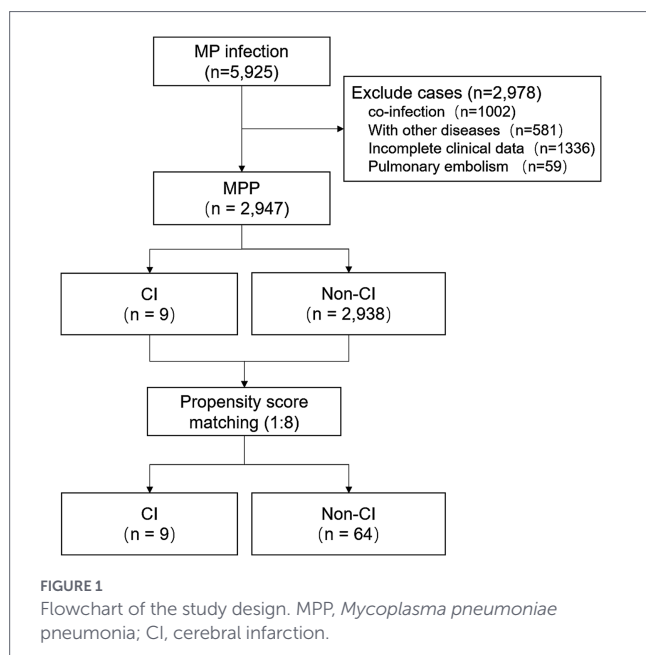 MP infection
(n=5,925)
Exclude cases (n=2,978)
co-infection（n=1002）
With other diseases（n=581）
Incomplete clinical data（n=1336）
Pulmonary embolism （n=59）
MPP
（n = 2,947）
CI
（n = 9）
Non-CI
（n = 2,938）
Propensity score
matching (1:8)
CI
（n = 9）
Non-CI
（n = 64）
FIGURE 1
Flowchart of the study design. MPP, Mycoplasma pneumoniae
pneumonia; CI, cerebral infarction.